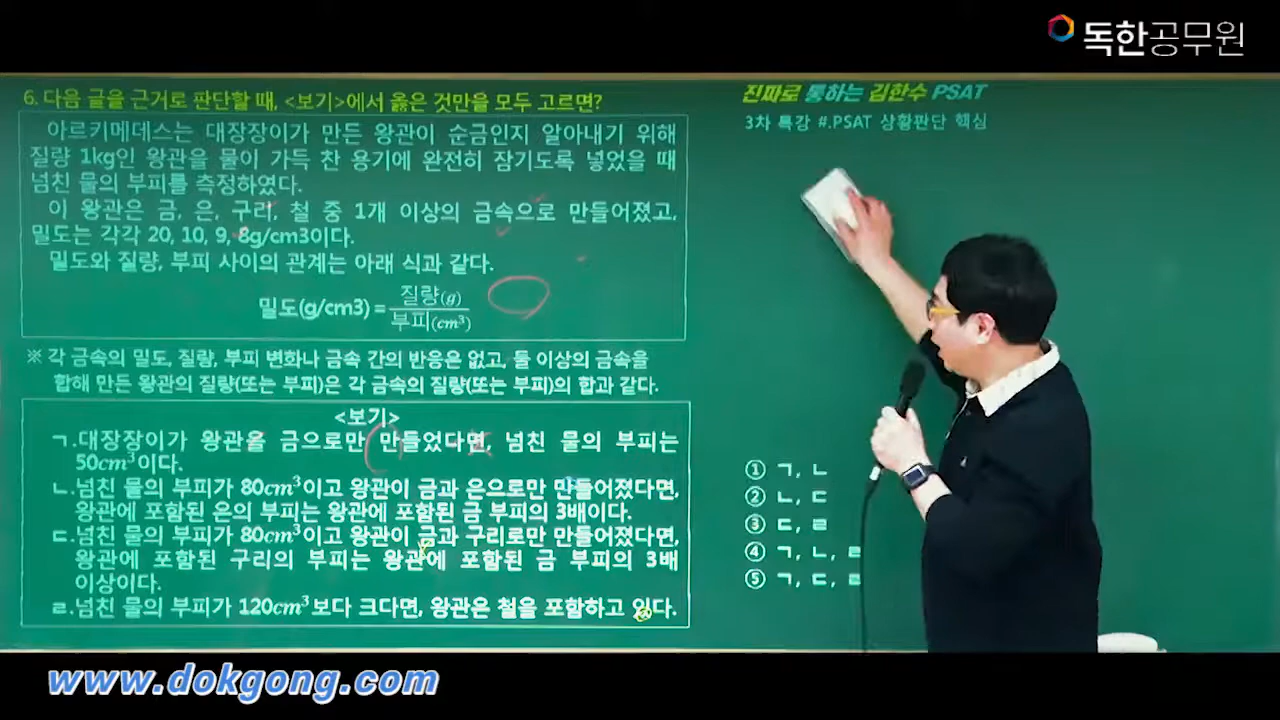 독한공무원
6. 다음 글을 근거로 판단할 때, <보기>에서 옳은 것만을 모두 고르면?
아르키메데스는 대장장이가 만든 왕관이 순금인지 알아내기 위해
질량 1kg인 왕관을 물이 가득 찬 용기에 완전히 잠기도록 넣었을 때
넘친 물의 부피를 측정하였다.
이 왕관은 금, 은, 구리, 철 중 1개 이상의 금속으로 만들어졌고,
밀도는 각각 20, 10, 9, 8g/cm3이다.
밀도와 질량, 부피 사이의 관계는 아래 식과 같다.
밀도(g/cm3) = 질량(g) / 부피(cm³)
※ 각 금속의 밀도, 질량, 부피 변화나 금속 간의 반응은 없고, 둘 이상의 금속을
합해 만든 왕관의 질량(또는 부피)은 각 금속의 질량(또는 부피)의 합과 같다.
<보기>
ㄱ.대장장이가 왕관을 금으로만 만들었다면, 넘친 물의 부피는
50cm³이다.
ㄴ.넘친 물의 부피가 80cm³이고 왕관이 금과 은으로만 만들어졌다면,
왕관에 포함된 은의 부피는 왕관에 포함된 금 부피의 3배이다.
ㄷ.넘친 물의 부피가 80cm³이고 왕관이 금과 구리로만 만들어졌다면,
왕관에 포함된 구리의 부피는 왕관에 포함된 금 부피의 3배
이상이다.
ㄹ.넘친 물의 부피가 120cm³보다 크다면, 왕관은 철을 포함하고 있다.
진짜로 통하는 김한수 PSAT
3차 특강 #.PSAT 상황판단 핵심
① ㄱ, ㄴ
② ㄴ, ㄷ
③ ㄷ, ㄹ
④ ㄱ, ㄴ, ㄹ
⑤ ㄱ, ㄷ, ㄹ
www.dokgong.com